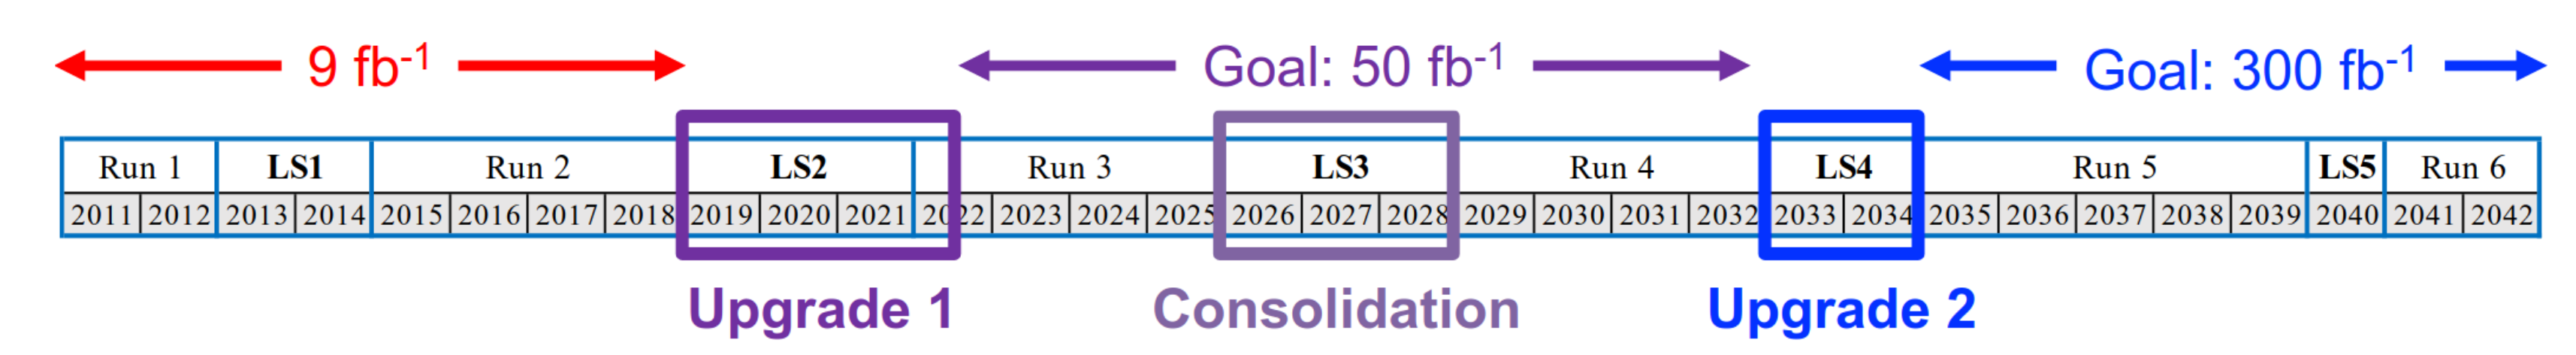 9 fb-1 Goal: 50 fb-1 Goal: 300 fb-1
Run 1 LS1 Run 2 LS2 Run 3 LS3 Run 4 LS4 Run 5 LS5 Run 6
2011 2012 2013 2014 2015 2016 2017 2018 2019 2020 2021 2022 2023 2024 2025 2026 2027 2028 2029 2030 2031 2032 2033 2034 2035 2036 2037 2038 2039 2040 2041 2042
Upgrade 1 Consolidation Upgrade 2